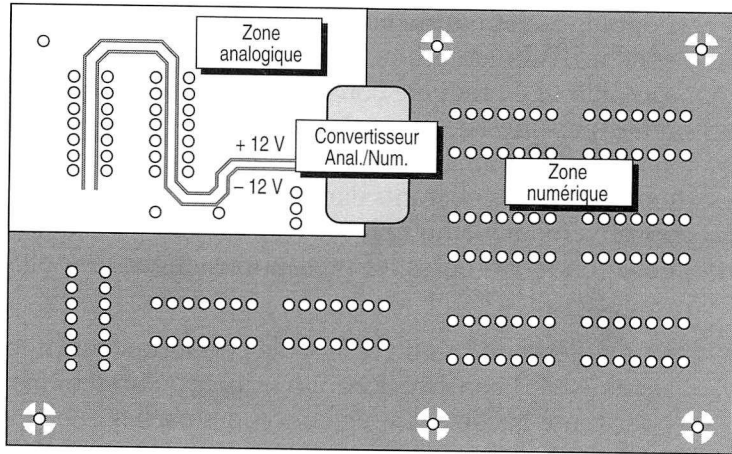 Zone
analogique
+ 12 V
– 12 V
Convertisseur
Anal./Num.
Zone
numérique